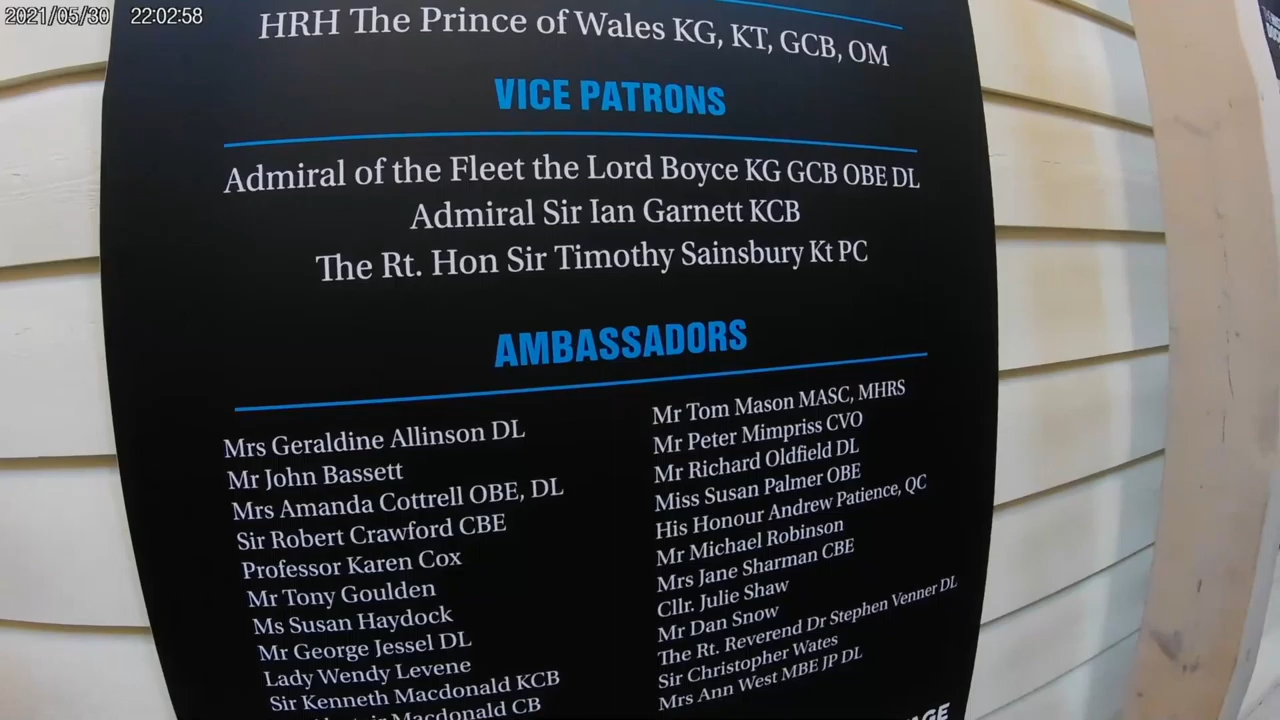 2021/05/30 22:02:58
HRH The Prince of Wales KG, KT, GCB, OM
VICE PATRONS
Admiral of the Fleet the Lord Boyce KG GCB OBE DL
Admiral Sir Ian Garnett KCB
The Rt. Hon Sir Timothy Sainsbury Kt PC
AMBASSADORS
Mrs Geraldine Allinson DL
Mr John Bassett
Mrs Amanda Cottrell OBE, DL
Sir Robert Crawford CBE
Professor Karen Cox
Mr Tony Goulden
Ms Susan Haydock
Mr George Jessel DL
Lady Wendy Levene
Sir Kenneth Macdonald KCB
Macdonald CB
Mr Tom Mason MASC, MHRS
Mr Peter Mimpriss CVO
Mr Richard Oldfield DL
Miss Susan Palmer OBE
His Honour Andrew Patience, QC
Mr Michael Robinson
Mrs Jane Sharman CBE
Cllr. Julie Shaw
Mr Dan Snow
The Rt. Reverend Dr Stephen Venner DL
Sir Christopher Wates
Mrs Ann West MBE JP DL